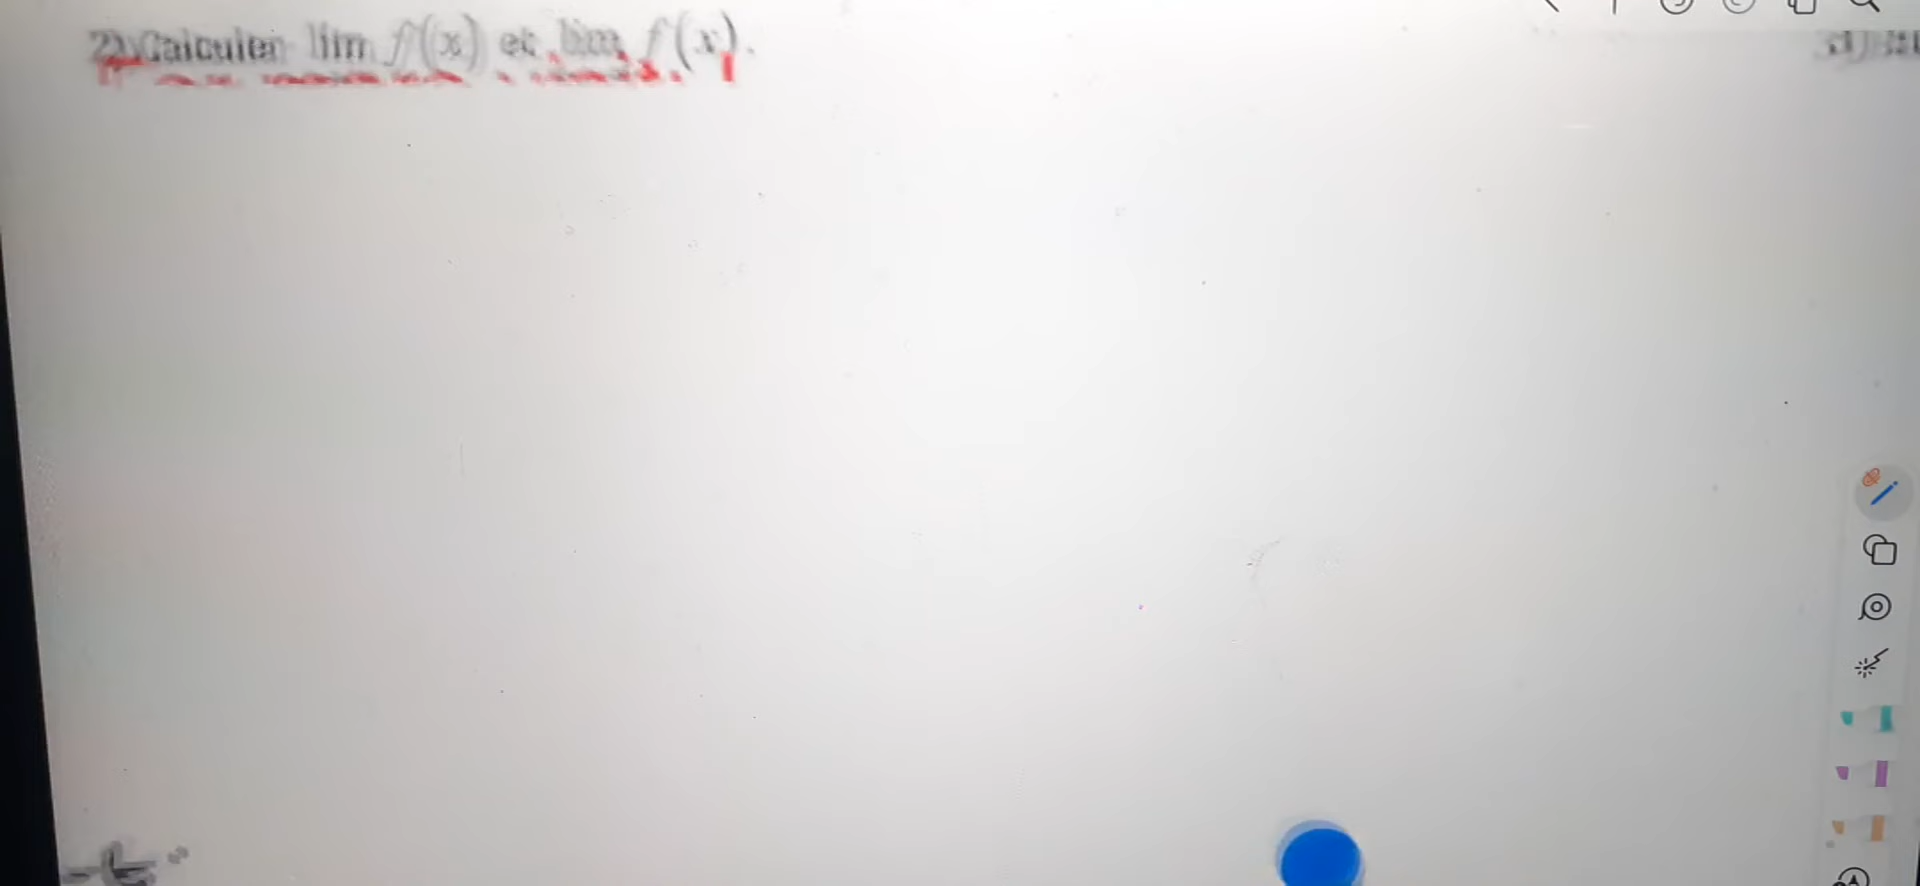 2) Calculer lim f(x) et lim f(x).